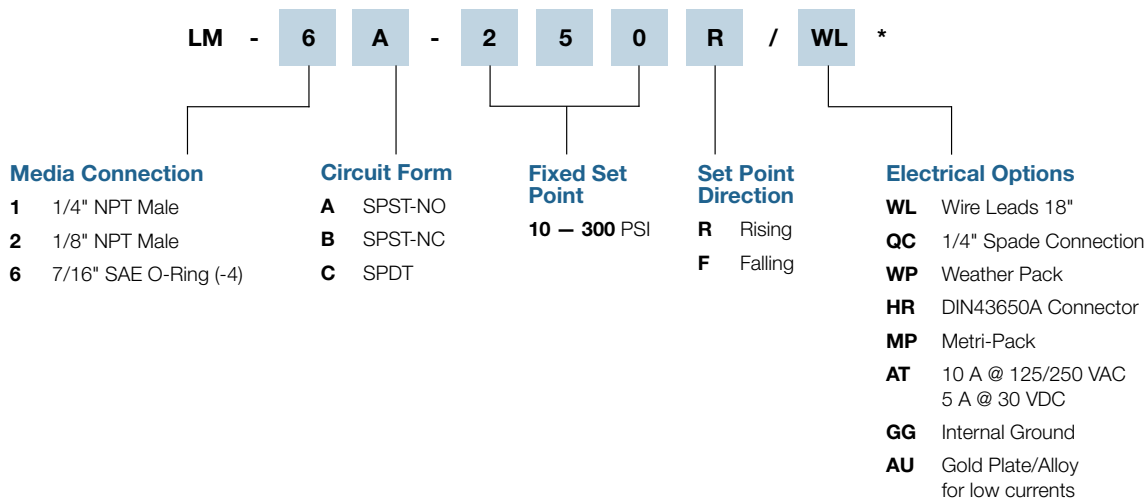 LM - 6 A - 2 5 0 R / WL *
Media Connection
1 1/4" NPT Male
2 1/8" NPT Male
6 7/16" SAE O-Ring (-4)
Circuit Form
A SPST-NO
B SPST-NC
C SPDT
Fixed Set
Point
10 — 300 PSI
Set Point
Direction
R Rising
F Falling
Electrical Options
WL Wire Leads 18"
QC 1/4" Spade Connection
WP Weather Pack
HR DIN43650A Connector
MP Metri-Pack
AT 10 A @ 125/250 VAC
5 A @ 30 VDC
GG Internal Ground
AU Gold Plate/Alloy
for low currents